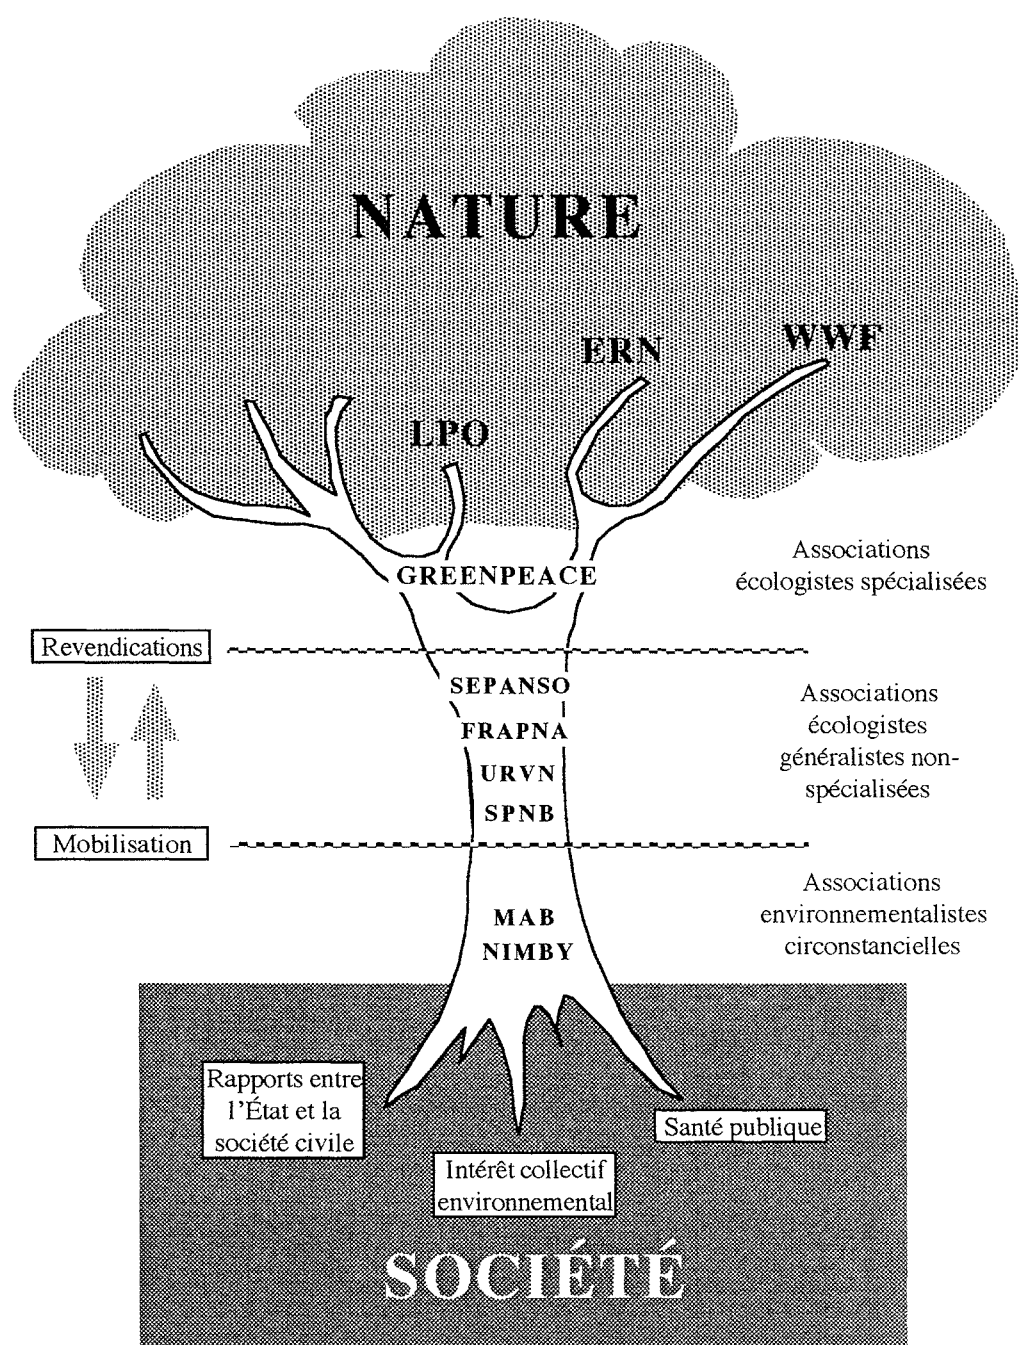 NATURE
ERN
WWF
LPO
GREENPEACE
Associations
écologistes spécialisées
Revendications
SEPANSO
FRAPNA
URVN
SPNB
Associations
écologistes
généralistes non-
spécialisées
Mobilisation
MAB
NIMBY
Associations
environnementalistes
circonstancielles
Rapports entre
l'État et la
société civile
Intérêt collectif
environnemental
Santé publique
SOCIÉTÉ